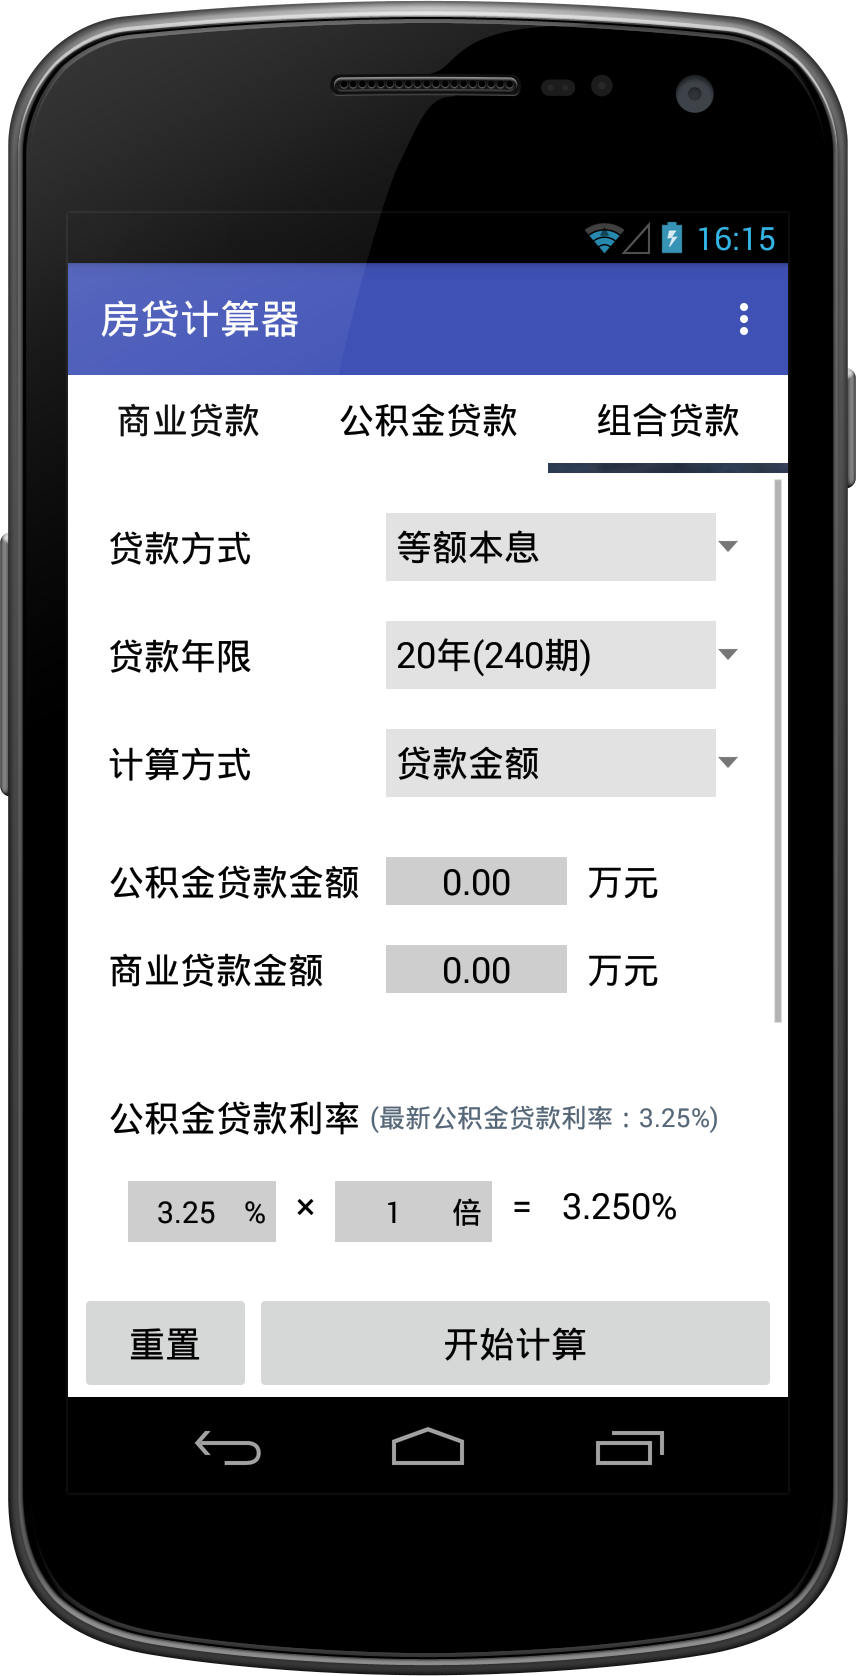 16:15
房贷计算器
商业贷款 公积金贷款 组合贷款
贷款方式 等额本息
贷款年限 20年(240期)
计算方式 贷款金额
公积金贷款金额 0.00 万元
商业贷款金额 0.00 万元
公积金贷款利率 (最新公积金贷款利率：3.25%)
3.25 % × 1 倍 = 3.250%
重置 开始计算